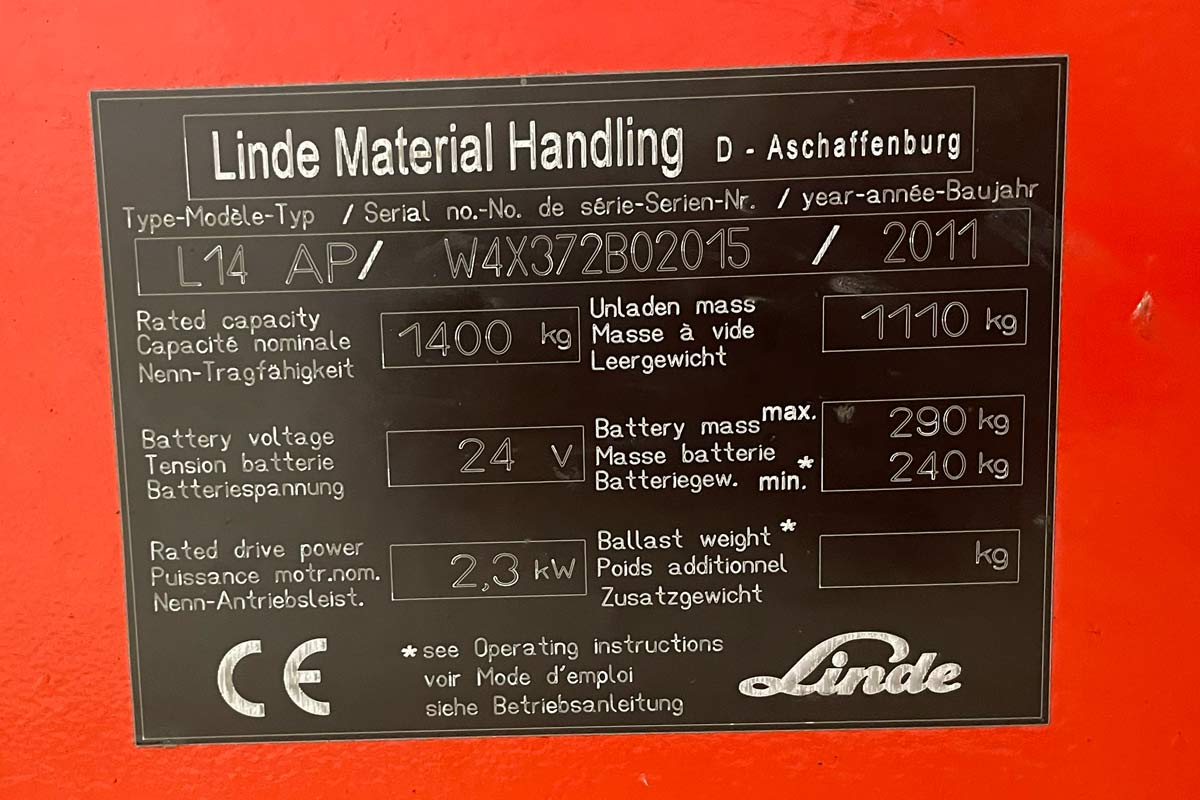 Linde Material Handling D - Aschaffenburg
Type-Modèle-Typ / Serial no.-No. de série-Serien-Nr. / year-année-Baujahr
L14 AP/ W4X372B02015 / 2011
Rated capacity
Capacité nominale
Nenn-Tragfähigkeit
1400 kg
Unladen mass
Masse à vide
Leergewicht
1110 kg
Battery voltage
Tension batterie
Batteriespannung
24 V
Battery mass max.
Masse batterie
Batteriegew. min.*
290 kg
240 kg
Rated drive power
Puissance motr.nom.
Nenn-Antriebsleist.
2,3 kW
Ballast weight *
Poids additionnel
Zusatzgewicht
kg
CE
*see Operating instructions
voir Mode d'emploi
siehe Betriebsanleitung
Linde